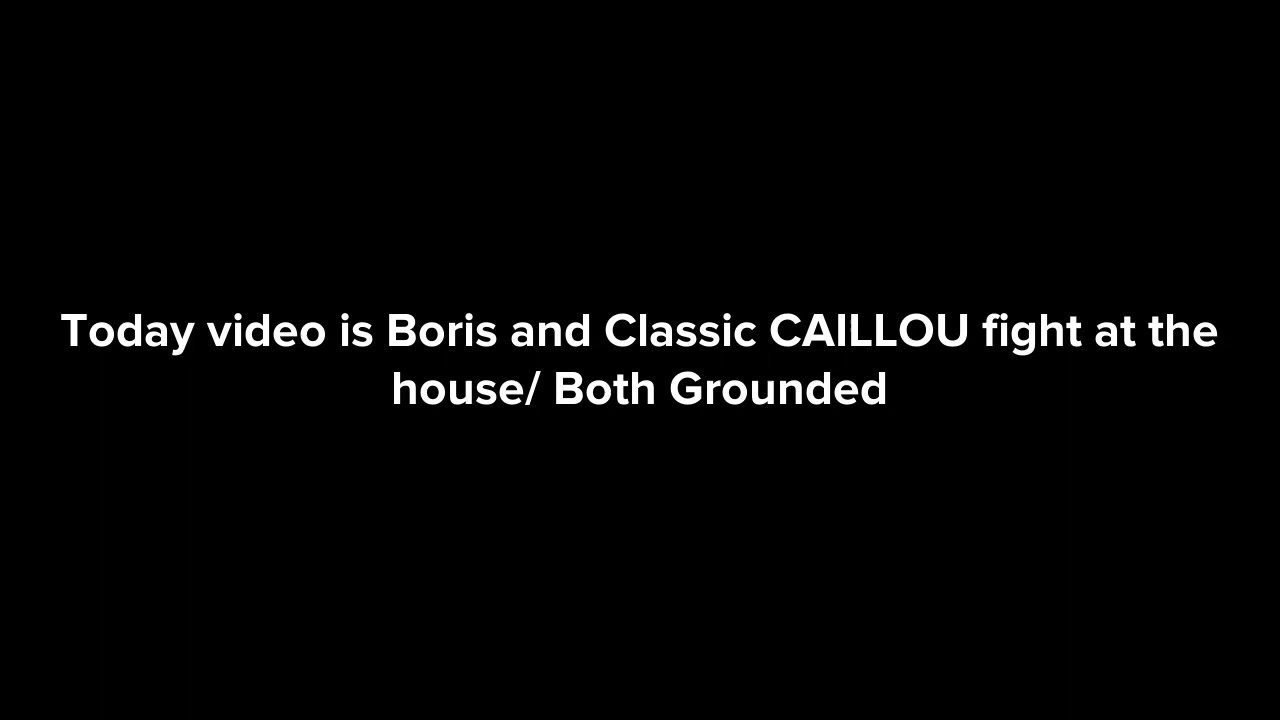 Today video is Boris and Classic CAILLOU fight at the
house/ Both Grounded